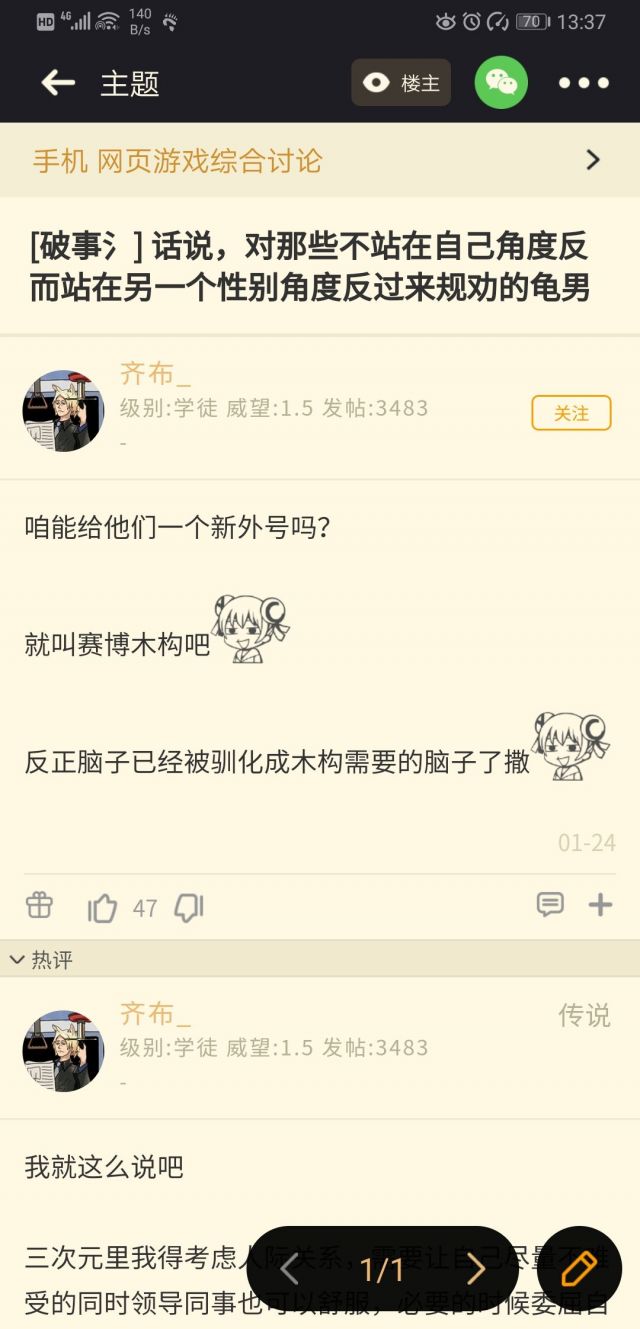 HD 4G 140 B/s 70 13:37
主题 楼主
手机 网页游戏综合讨论
[破事氵] 话说，对那些不站在自己角度反
而站在另一个性别角度反过来规劝的龟男
齐布_
级别:学徒 威望:1.5 发帖:3483
关注
-
咱能给他们一个新外号吗?
就叫赛博木构吧
反正脑子已经被驯化成木构需要的脑子了撒
01-24
47
热评
齐布_
传说
级别:学徒 威望:1.5 发帖:3483
-
我就这么说吧
三次元里我得考虑人际关系，需要让自己尽量不难
1/1
受的同时领导同事也可以舒服，必要的时候委屈自